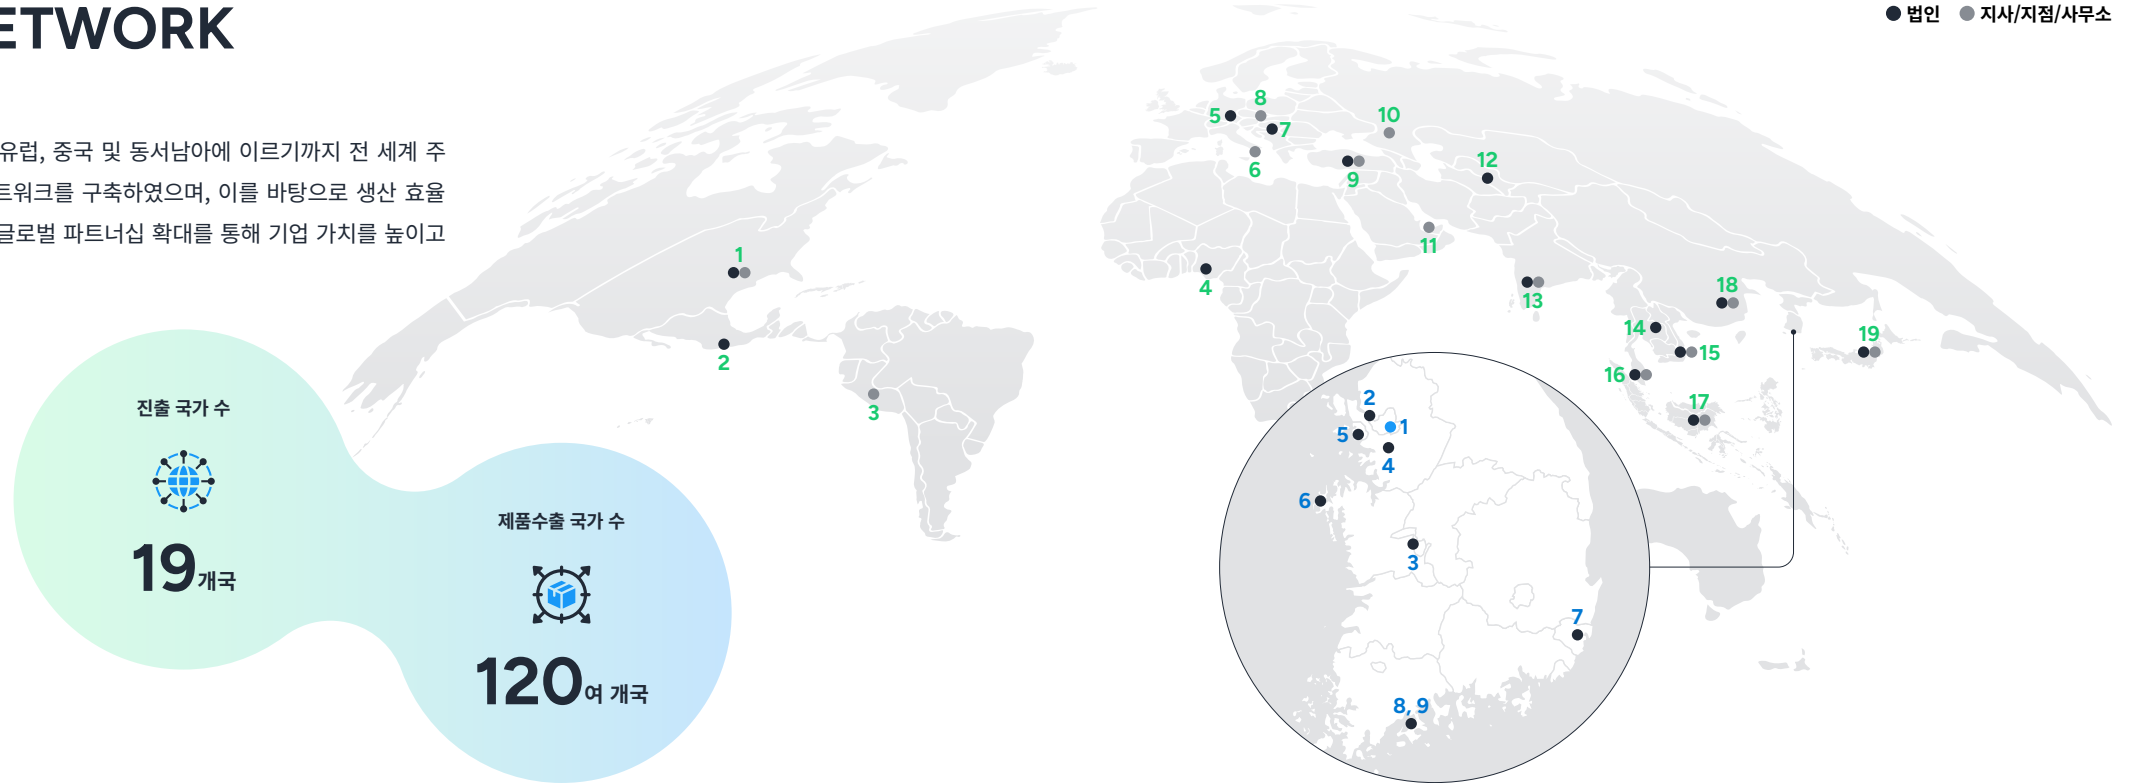 ETWORK
법인
지사/지점/사무소
유럽, 중국 및 동서남아에 이르기까지 전 세계 주
트워크를 구축하였으며, 이를 바탕으로 생산 효율
글로벌 파트너십 확대를 통해 기업 가치를 높이고
진출 국가 수
19개국
제품수출 국가 수
120여 개국
1
2
3
4
5
6
7
8
9
10
11
12
13
14
15
16
17
18
19
1
2
3
4
5
6
7
8, 9